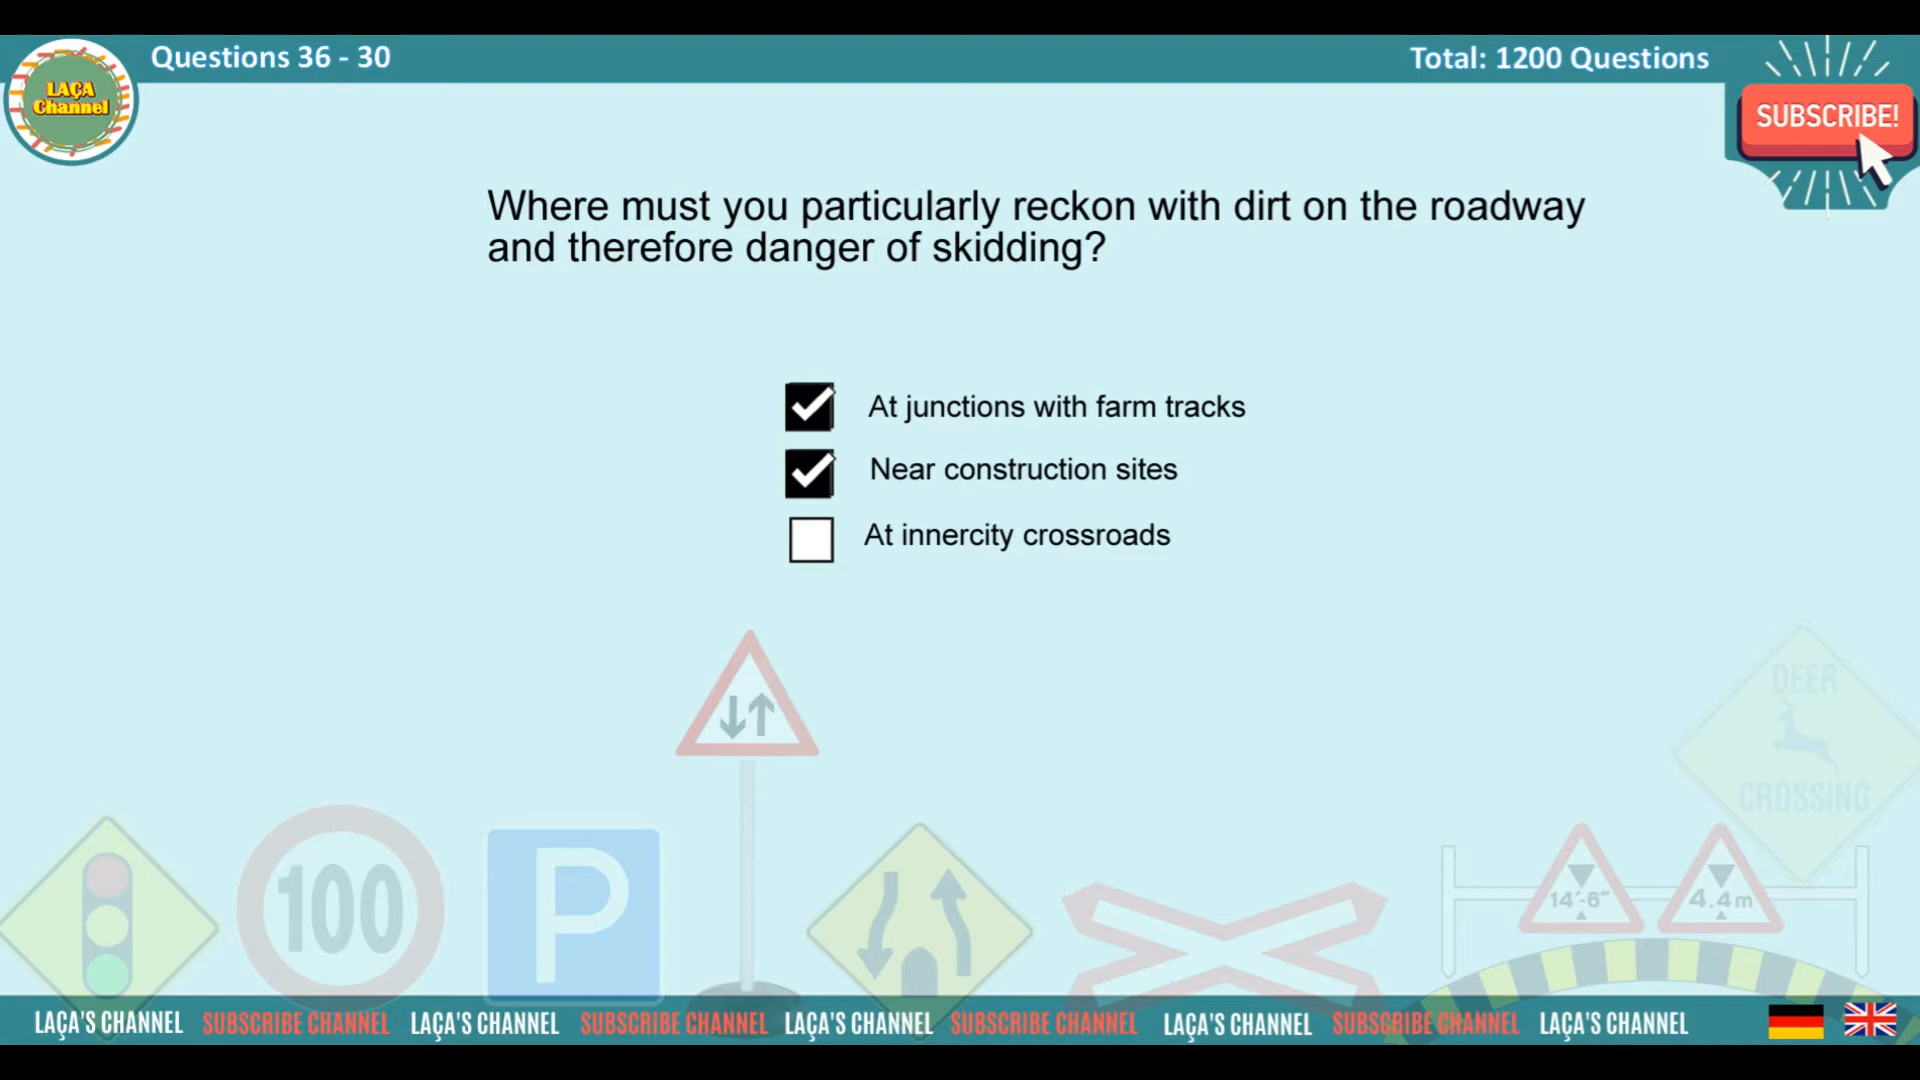 Questions 36 - 30
Total: 1200 Questions
LAÇA
Channel
SUBSCRIBE!
Where must you particularly reckon with dirt on the roadway
and therefore danger of skidding?
At junctions with farm tracks
Near construction sites
At innercity crossroads
DEER
CROSSING
100
P
14'-6"
4.4m
LAÇA'S CHANNEL SUBSCRIBE CHANNEL LAÇA'S CHANNEL SUBSCRIBE CHANNEL LAÇA'S CHANNEL SUBSCRIBE CHANNEL LAÇA'S CHANNEL SUBSCRIBE CHANNEL LAÇA'S CHANNEL